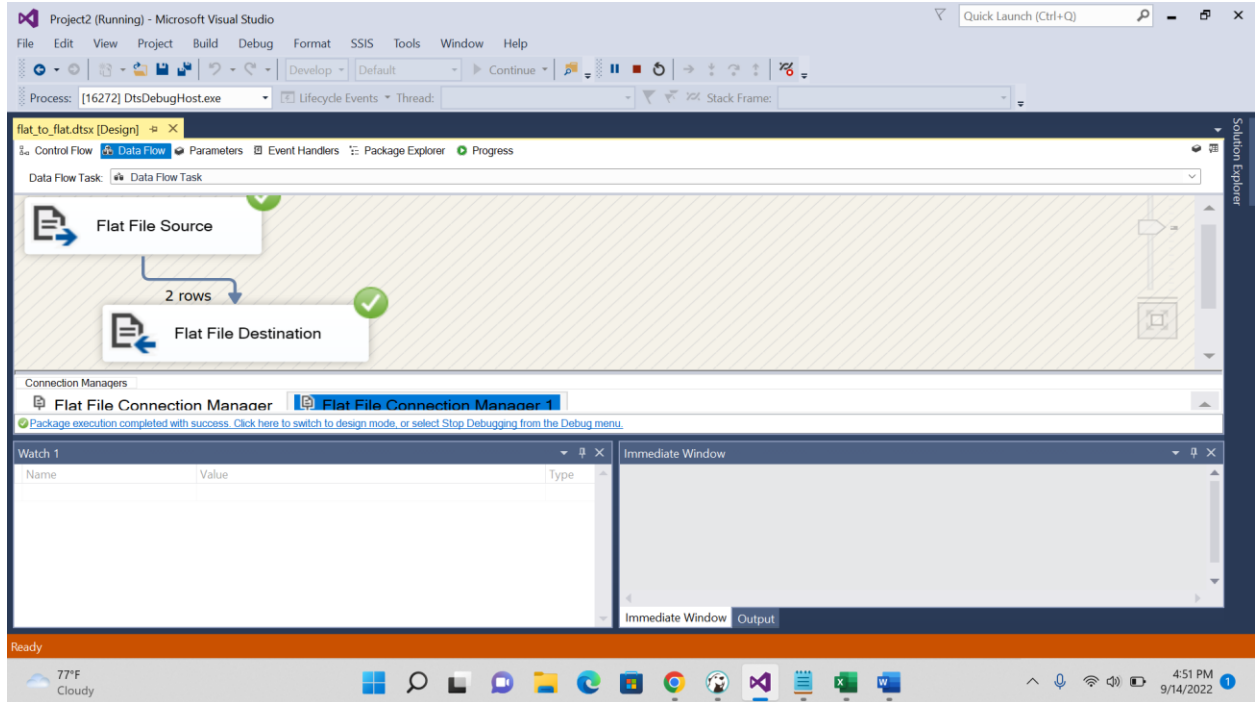 Project2 (Running) - Microsoft Visual Studio
Quick Launch (Ctrl+Q)
File Edit View Project Build Debug Format SSIS Tools Window Help
Develop Default Continue
Process: [16272] DtsDebugHost.exe Lifecycle Events Thread: Stack Frame:
flat_to_flat.dtsx [Design]
Solution Explorer
Control Flow Data Flow Parameters Event Handlers Package Explorer Progress
Data Flow Task: Data Flow Task
Flat File Source
2 rows
Flat File Destination
Connection Managers
Flat File Connection Manager Flat File Connection Manager 1
Package execution completed with success. Click here to switch to design mode, or select Stop Debugging from the Debug menu.
Watch 1
Name Value Type
Immediate Window
Immediate Window Output
Ready
77°F
Cloudy
4:51 PM
9/14/2022
1